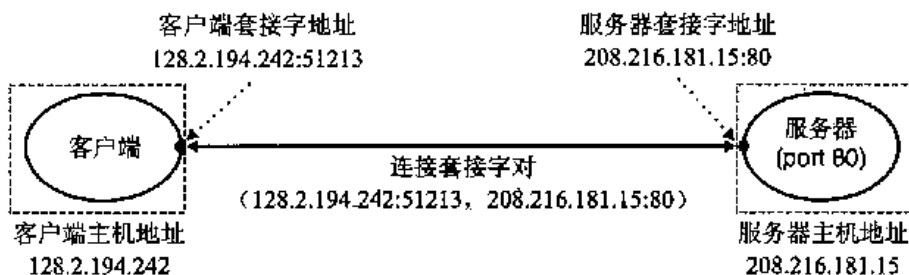 客户端套接字地址
128.2.194.242:51213
服务器套接字地址
208.216.181.15:80
客户端
服务器
(port 80)
连接套接字对
(128.2.194.242:51213, 208.216.181.15:80)
客户端主机地址
128.2.194.242
服务器主机地址
208.216.181.15